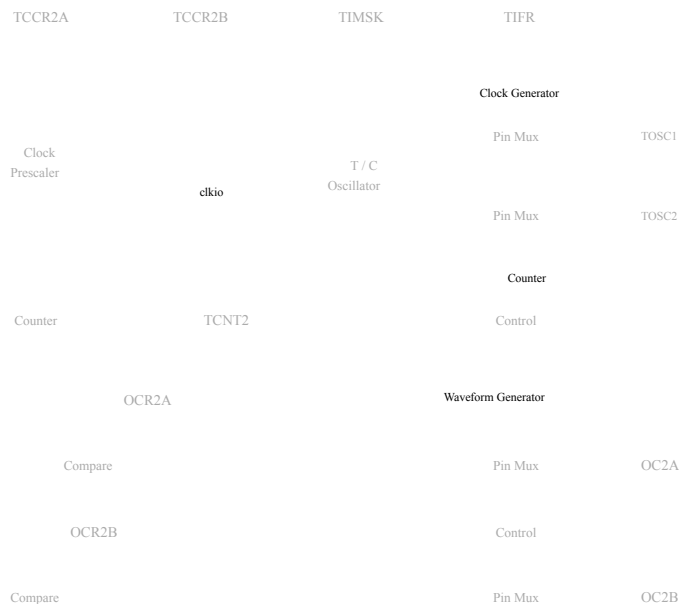 TCCR2A TCCR2B TIMSK TIFR
Clock Generator
Pin Mux TOSC1
Clock
Prescaler
T / C
Oscillator
clkio
Pin Mux TOSC2
Counter
Counter TCNT2 Control
OCR2A Waveform Generator
Compare Pin Mux OC2A
OCR2B Control
Compare Pin Mux OC2B